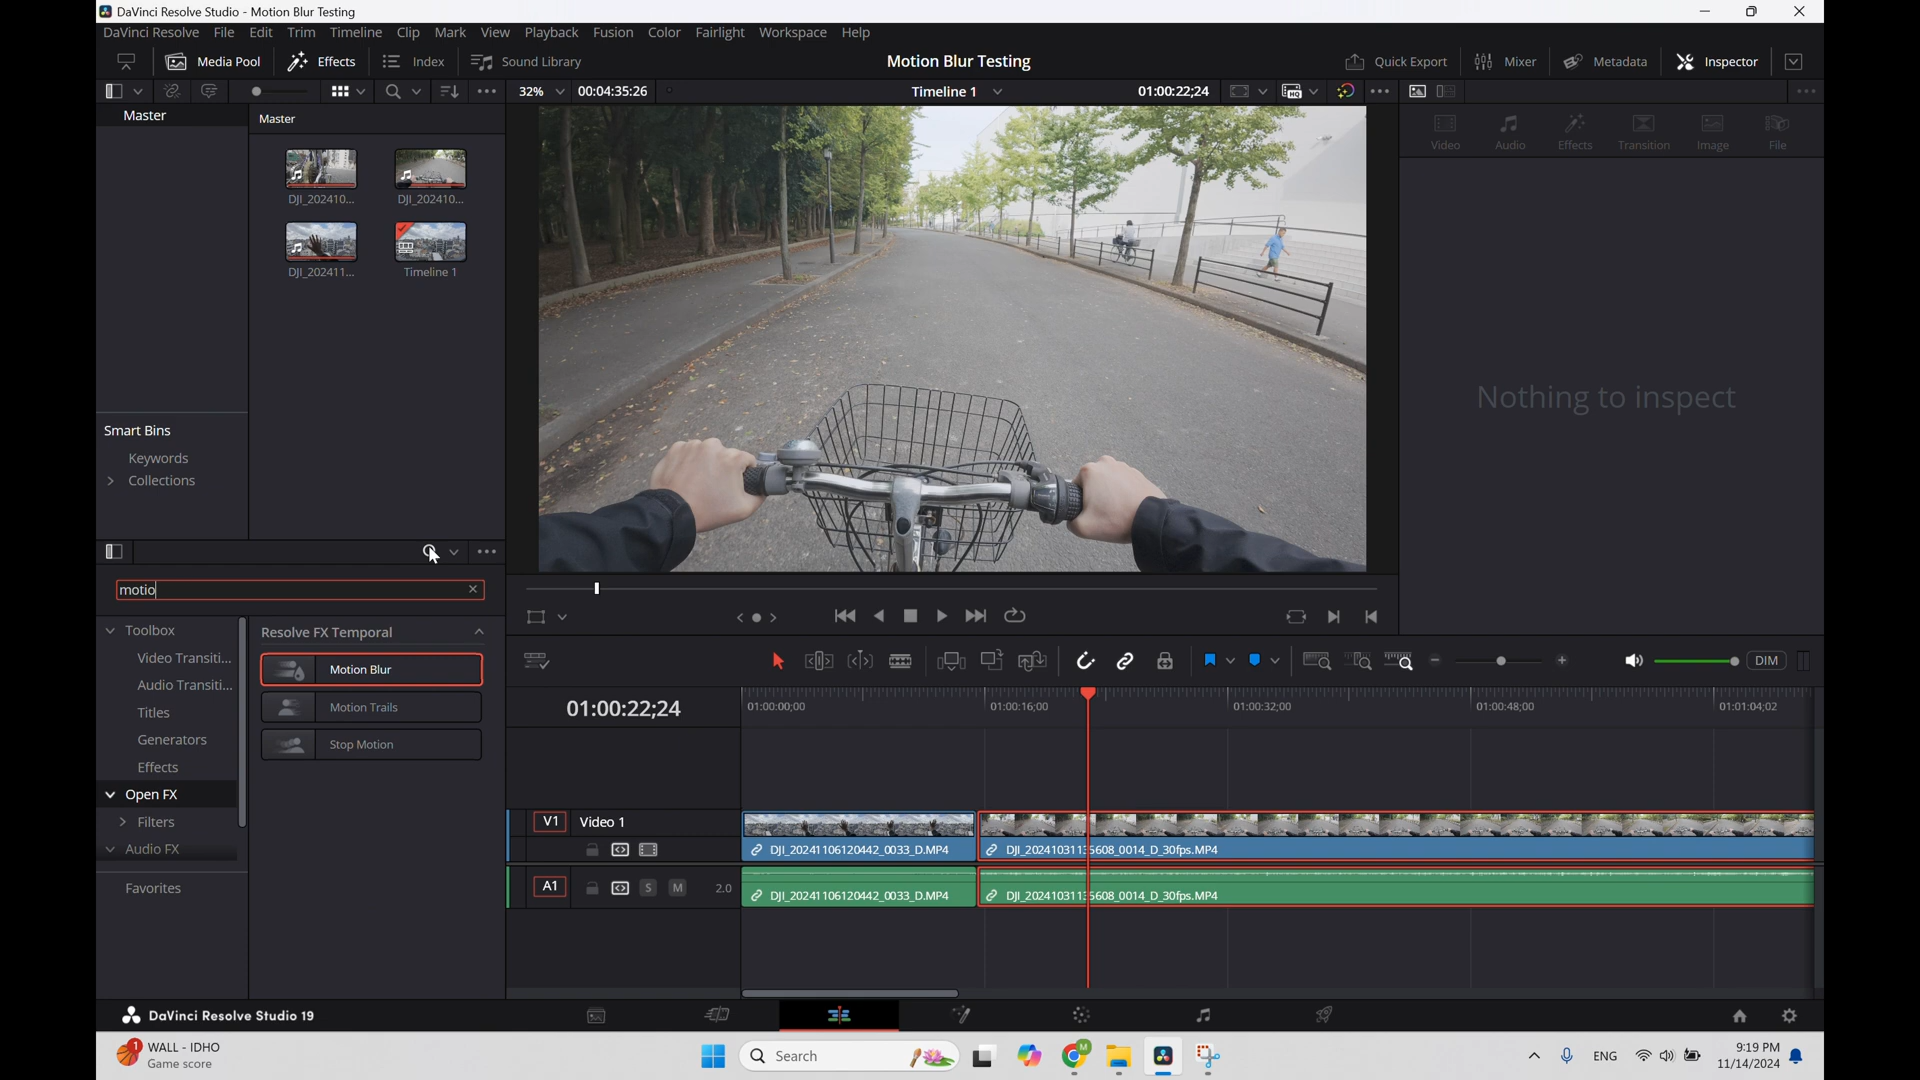 DaVinci Resolve Studio - Motion Blur Testing
DaVinci Resolve File Edit Trim Timeline Clip Mark View Playback Fusion Color Fairlight Workspace Help
Media Pool Effects Index Sound Library Motion Blur Testing Quick Export Mixer Metadata Inspector
32% 00:04:35:26 Timeline 1 01:00:22;24
Master Master
Video Audio Effects Transition Image File
DJI_202410... DJI_202410...
DJI_202411... Timeline 1
Nothing to inspect
Smart Bins
Keywords
Collections
motio
Toolbox Resolve FX Temporal
Video Transiti... Motion Blur
Audio Transiti... Motion Trails
Titles
Generators Stop Motion
Effects
Open FX
Filters
Audio FX
Favorites
DIM
01:00:22;24 01:00:00;00 01:00:16;00 01:00:32;00 01:00:48;00 01:01:04;02
V1 Video 1
DJI_20241106120442_0033_D.MP4 DJI_20241031135608_0014_D_30fps.MP4
A1 S M 2.0
DJI_20241106120442_0033_D.MP4 DJI_20241031135608_0014_D_30fps.MP4
DaVinci Resolve Studio 19
1 WALL - IDHO
Game score
Search
M
ENG
9:19 PM
11/14/2024